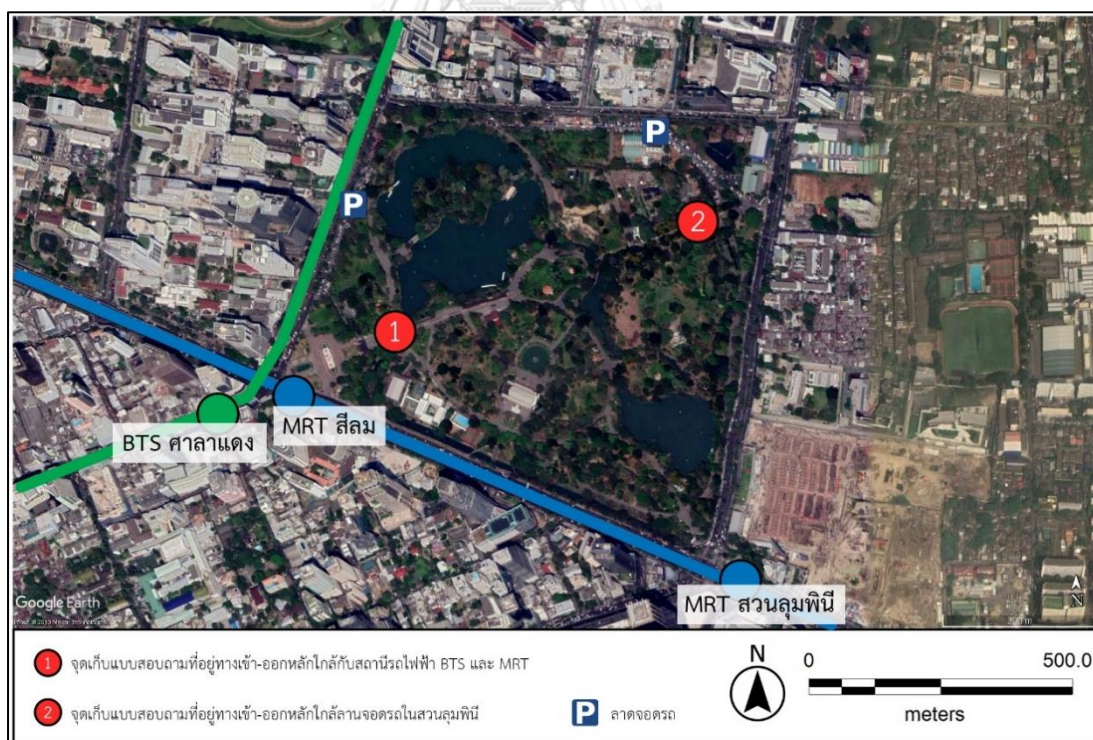 P
P
2
1
BTS ศาลาแดง
MRT สีลม
MRT สวนลุมพินี
Google Earth
N
1 จุดเก็บแบบสอบถามที่อยู่ทางเข้า-ออกหลักใกล้กับสถานีรถไฟฟ้า BTS และ MRT
2 จุดเก็บแบบสอบถามที่อยู่ทางเข้า-ออกหลักใกล้ลานจอดรถในสวนลุมพินี
P ลาดจอดรถ
N
0 500.0
meters